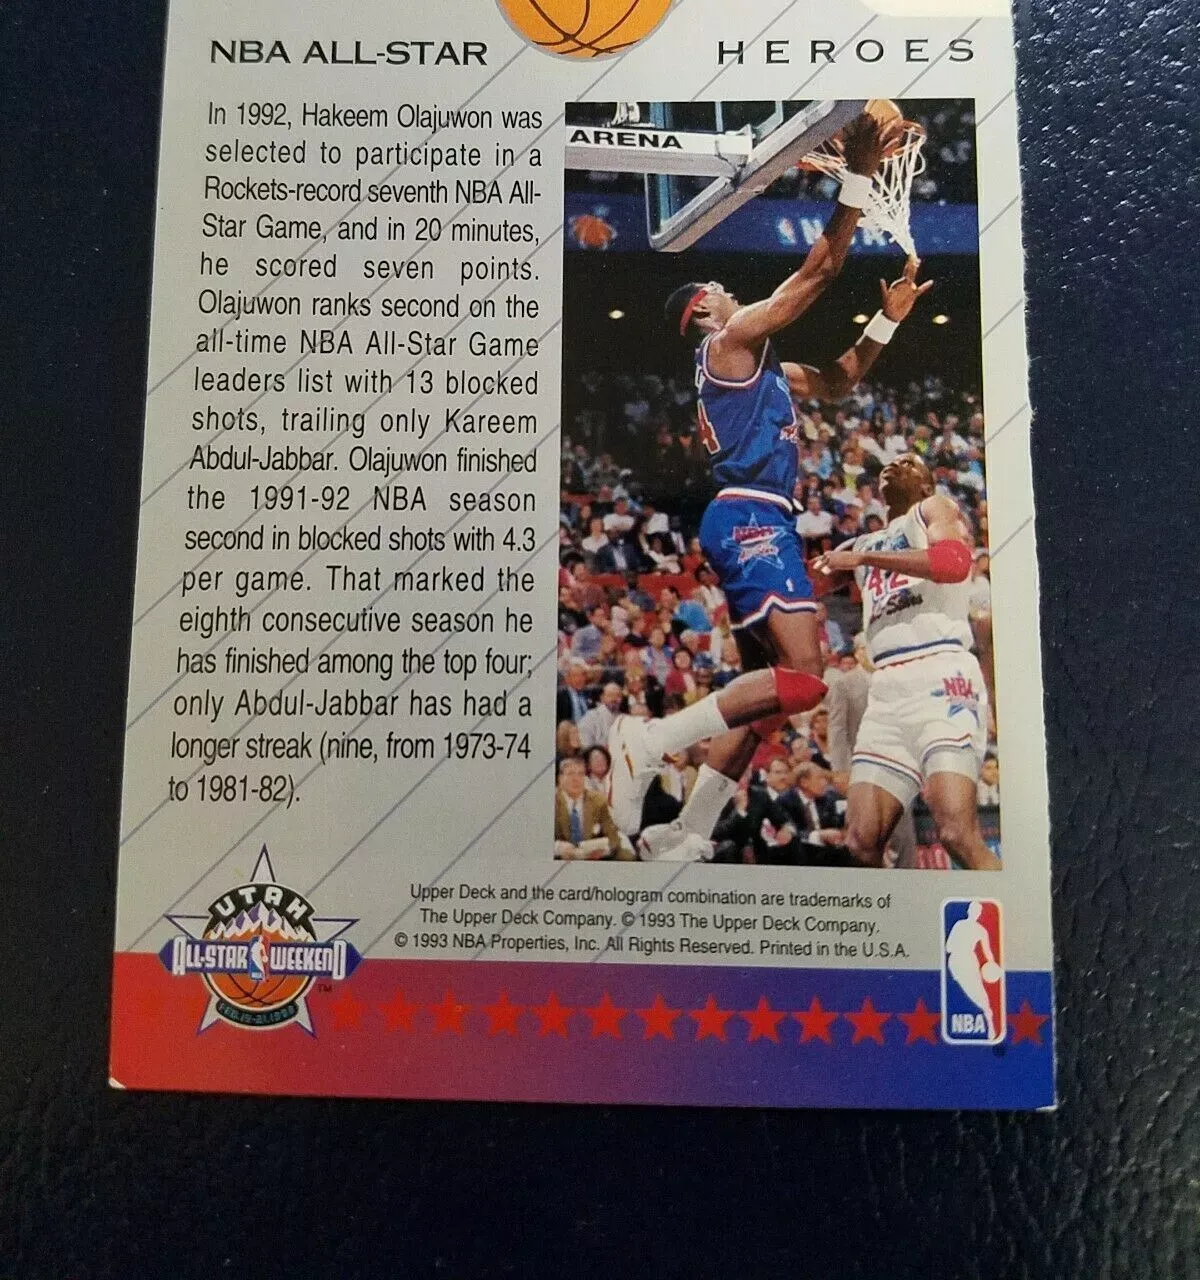 NBA ALL-STAR HEROES
In 1992, Hakeem Olajuwon was
selected to participate in a
Rockets-record seventh NBA All-
Star Game, and in 20 minutes,
he scored seven points.
Olajuwon ranks second on the
all-time NBA All-Star Game
leaders list with 13 blocked
shots, trailing only Kareem
Abdul-Jabbar. Olajuwon finished
the 1991-92 NBA season
second in blocked shots with 4.3
per game. That marked the
eighth consecutive season he
has finished among the top four;
only Abdul-Jabbar has had a
longer streak (nine, from 1973-74
to 1981-82).
ARENA
NBA
4
NBA
42
NBA
Upper Deck and the card/hologram combination are trademarks of
The Upper Deck Company. © 1993 The Upper Deck Company.
© 1993 NBA Properties, Inc. All Rights Reserved. Printed in the U.S.A.
UTAH
ALL-STAR WEEKEND
NBA
TM
FEB. 19-21, 1993
NBA
®